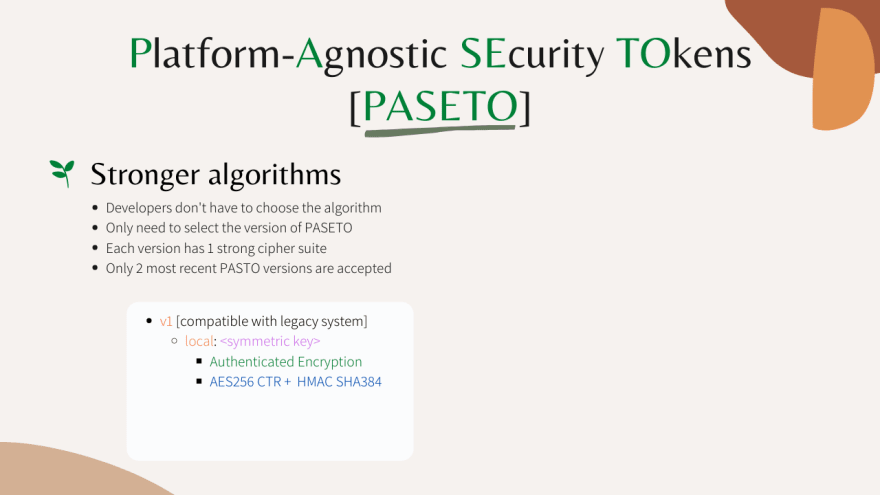 Platform-Agnostic SEcurity TOkens
[PASETO]
Stronger algorithms
Developers don't have to choose the algorithm
Only need to select the version of PASETO
Each version has 1 strong cipher suite
Only 2 most recent PASTO versions are accepted
v1 [compatible with legacy system]
local: <symmetric key>
Authenticated Encryption
AES256 CTR + HMAC SHA384